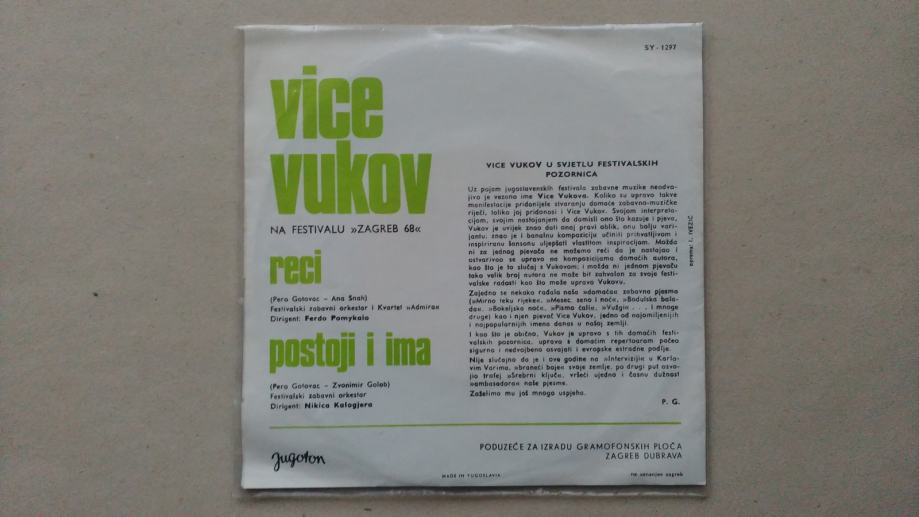 SY - 1297
vice
vukov
NA FESTIVALU »ZAGREB 68«
reci
(Pero Gotovac – Ana Snah)
Festivalski zabavni orkestar i Kvartet »Admiral«
Dirigent: Ferdo Pomykalo
postoji i ima
(Pero Gotovac – Zvonimir Golob)
Festivalski zabavni orkestar
Dirigent: Nikica Kalogjera
VICE VUKOV U SVJETLU FESTIVALSKIH
POZORNICA
Uz pojam jugoslavenskih festivala zabavne muzike neodvo-
jivo je vezano ime Vice Vukova. Koliko su upravo takve
manifestacije pridonijele stvaranju domaće zabavno-muzičke
riječi, toliko joj pridonosi i Vice Vukov. Svojom interpreta-
cijom, svojim nastojanjem da domisli ono što kazuje i pjeva,
Vukov je uvijek znao dati onaj pravi oblik, onu bolju vari-
jantu; znao je i banalnu kompoziciju učiniti prihvatljivom i
inspiriranu šansonu uljepšati vlastitom inspiracijom. Možda
ni za jednog pjevača ne možemo reći da je nastajao i
ostvarivao se upravo na kompozicijama domaćih autora,
kao što je to slučaj s Vukovom; i možda ni jednom pjevaču
tako velik broj autora ne može bit zahvalan za svoje festi-
valske radosti kao što može upravo Vukovu.
Zajedno se nekako rađala naša »domaća« zabavna pjesma
(»Mirno teku rijeke«, »Mesec, seno i noć«, »Bodulska bala-
da«, »Bokeljska noć«, »Pismo ćali«, »Vužgin . . . i mnoge
druge) kao i njen pjevač Vice Vukov, jedno od najomiljenijih
i najpopularnijih imena danas u našoj zemlji.
I kao što je obično, Vukov je upravo s tih domaćih festi-
valskih pozornica, upravo s domaćim repertoarom počeo
sigurno i nedvojbeno osvajati i evropske estradne podije.
Nije slučajno da je i ove godine na »Intervizij« u Karlo-
vim Varima, »braneći boje« svoje zemlje, po drugi put osvo-
jio trofej »Srebrni ključ«, vršeći ujedno i časnu dužnost
»ambasadora« naše pjesme.
Zaželimo mu još mnogo uspjeha.
P. G.
oprema: I. IVEZIĆ
Jugoton
PODUZEĆE ZA IZRADU GRAMOFONSKIH PLOČA
ZAGREB DUBRAVA
MADE IN YUGOSLAVIA
zagreb